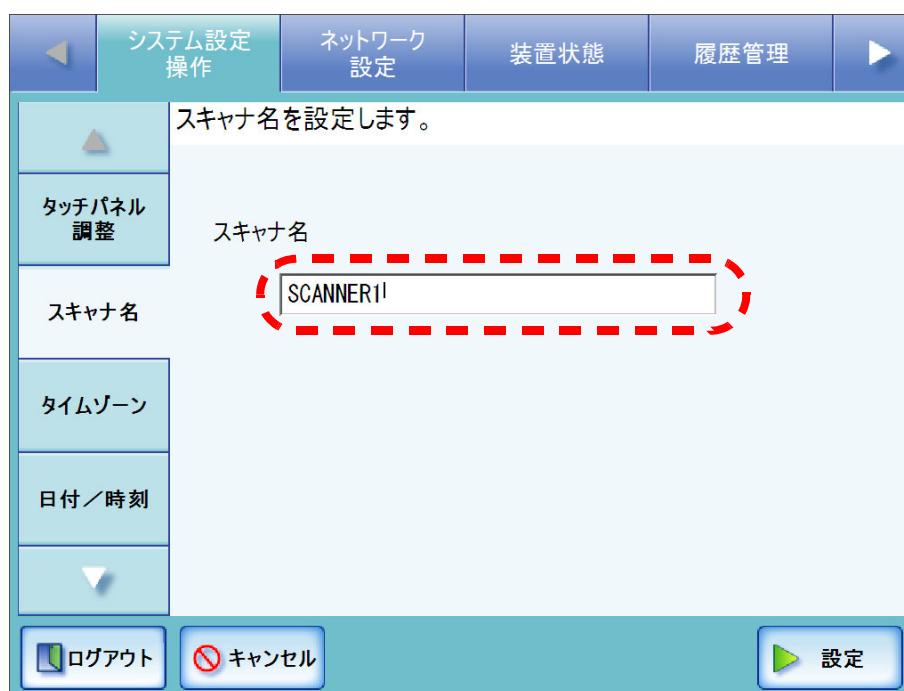 システム設定
操作
ネットワーク
設定
装置状態
履歴管理
スキャナ名を設定します。
タッチパネル
調整
スキャナ名
タイムゾーン
日付／時刻
スキャナ名
SCANNER1
ログアウト
キャンセル
設定